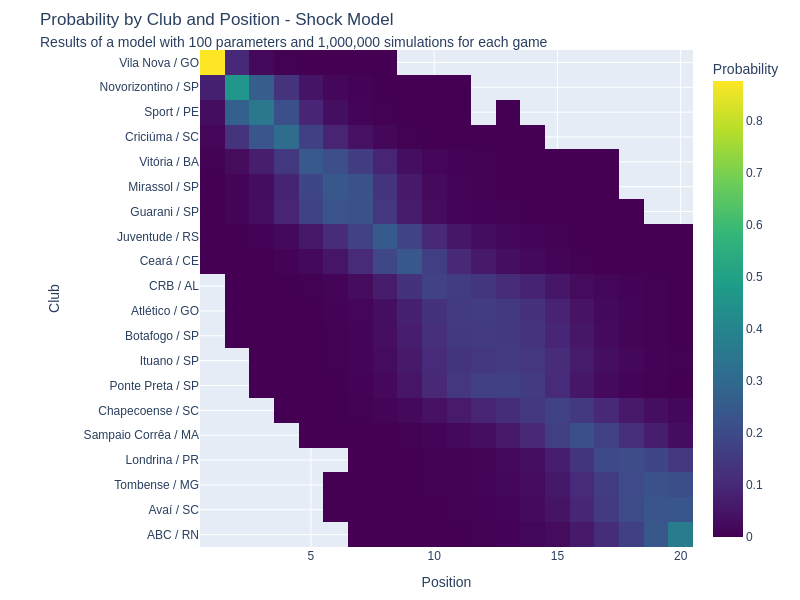 Probability by Club and Position - Shock Model
Results of a model with 100 parameters and 1,000,000 simulations for each game
Probability
Club
Vila Nova / GO
Novorizontino / SP
Sport / PE
Criciúma / SC
Vitória / BA
Mirassol / SP
Guarani / SP
Juventude / RS
Ceará / CE
CRB / AL
Atlético / GO
Botafogo / SP
Ituano / SP
Ponte Preta / SP
Chapecoense / SC
Sampaio Corrêa / MA
Londrina / PR
Tombense / MG
Avaí / SC
ABC / RN
5 10 15 20
Position
0.8
0.7
0.6
0.5
0.4
0.3
0.2
0.1
0